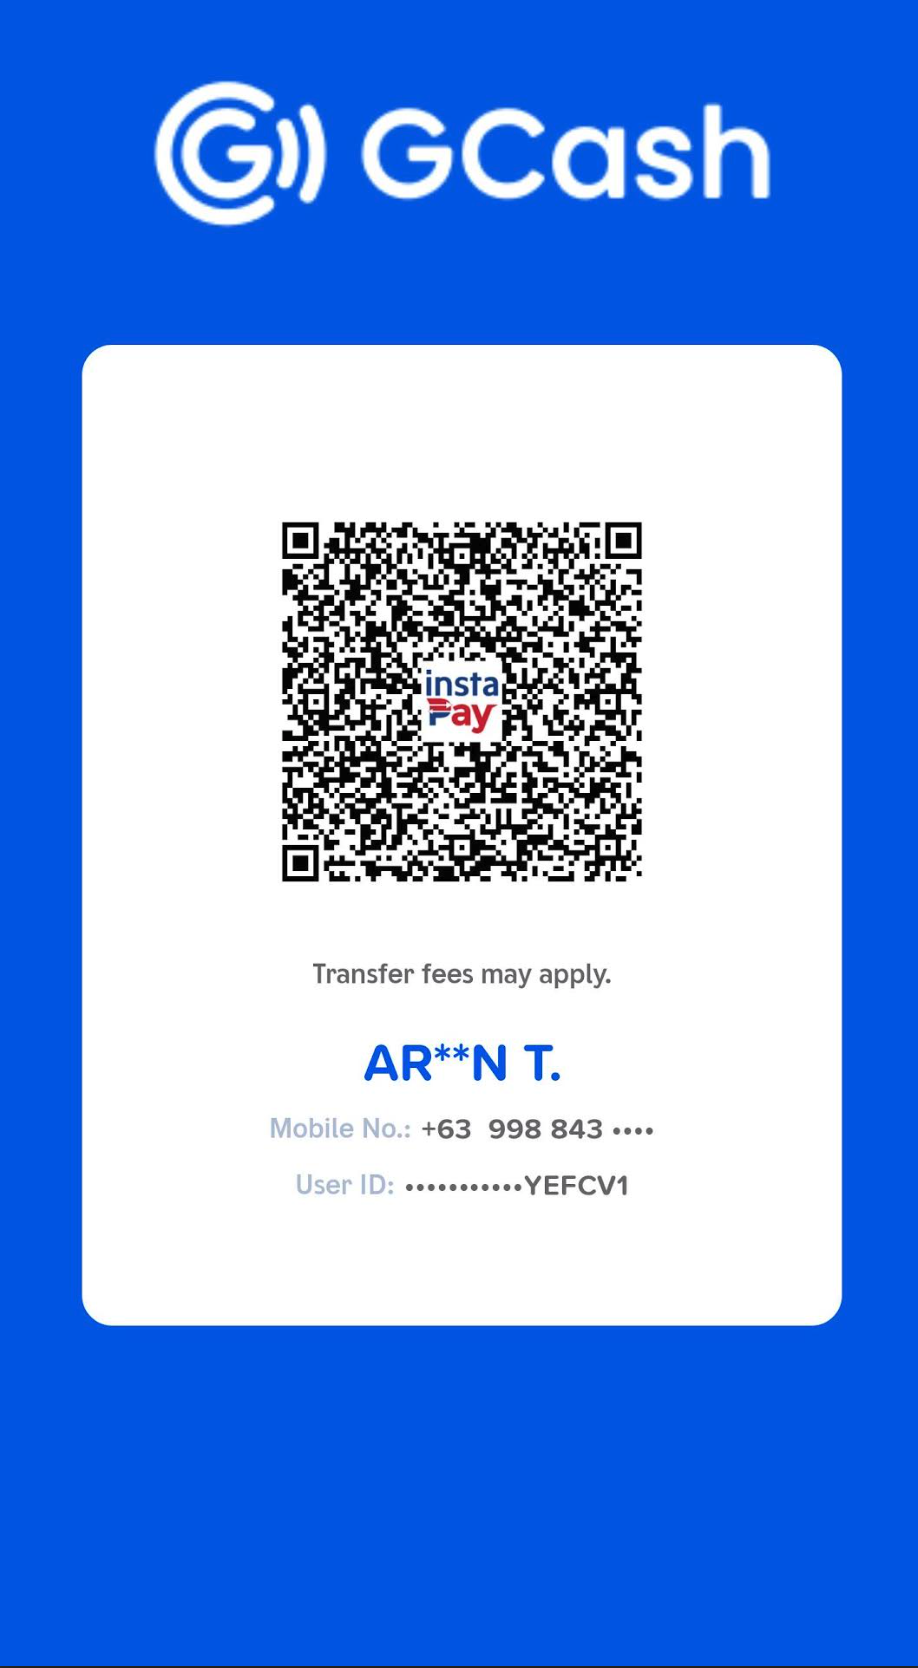 GCash
insta
Pay
Transfer fees may apply.
AR**N T.
Mobile No.: +63 998 843 ••••
User ID: •••••••••••YEFCV1